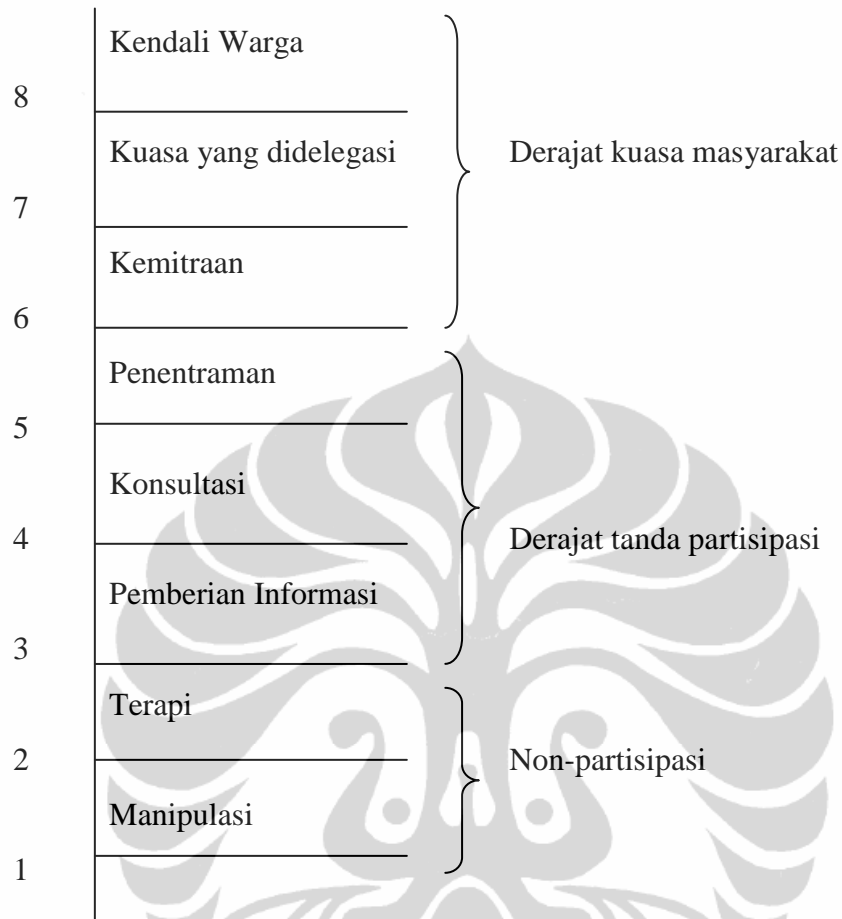 Kendali Warga
8
Kuasa yang didelegasi
Derajat kuasa masyarakat
7
Kemitraan
6
Penentraman
5
Konsultasi
4
Derajat tanda partisipasi
Pemberian Informasi
3
Terapi
2
Non-partisipasi
Manipulasi
1